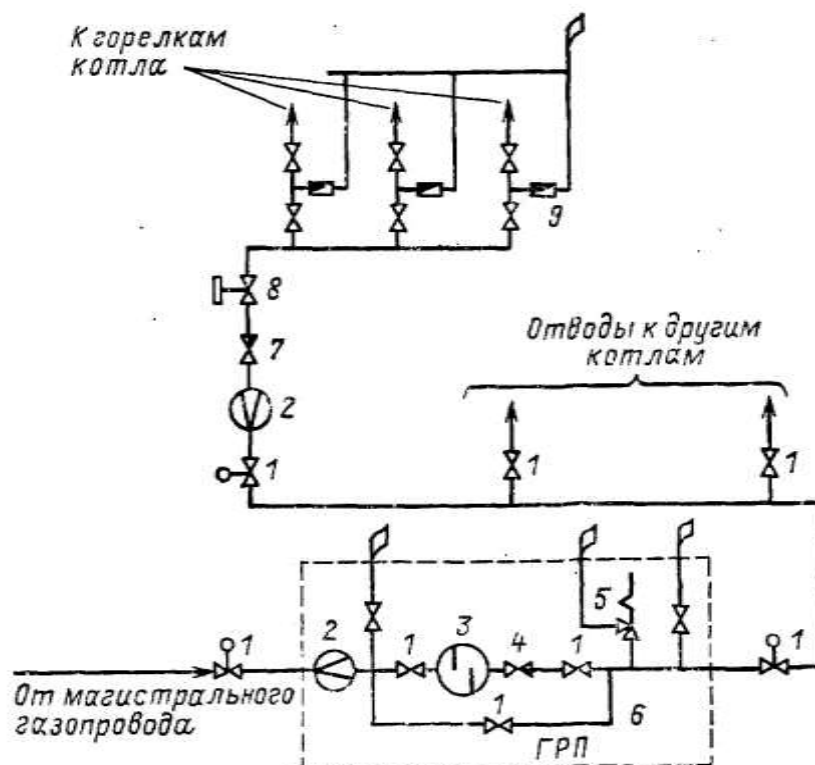 К горелкам
котла
9
8
7
2
1
Отводы к другим
котлам
1
1
1
2
1
3
4
1
5
1
От магистрального
газопровода
1
6
ГРП